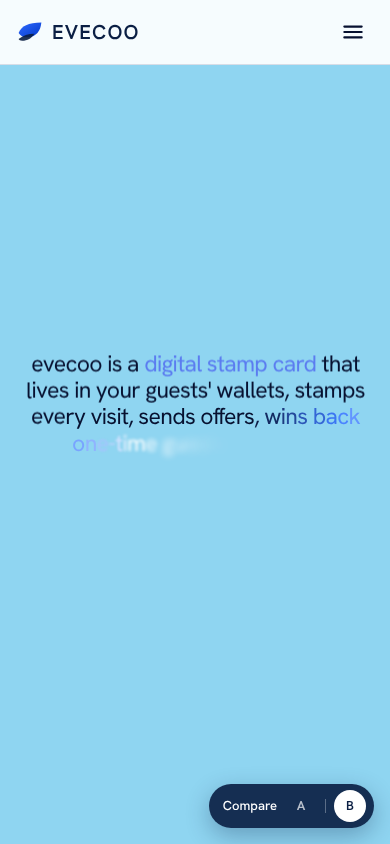 EVECOO
evecoo is a digital stamp card that
lives in your guests' wallets, stamps
every visit, sends offers, wins back
one-time
Compare A | B